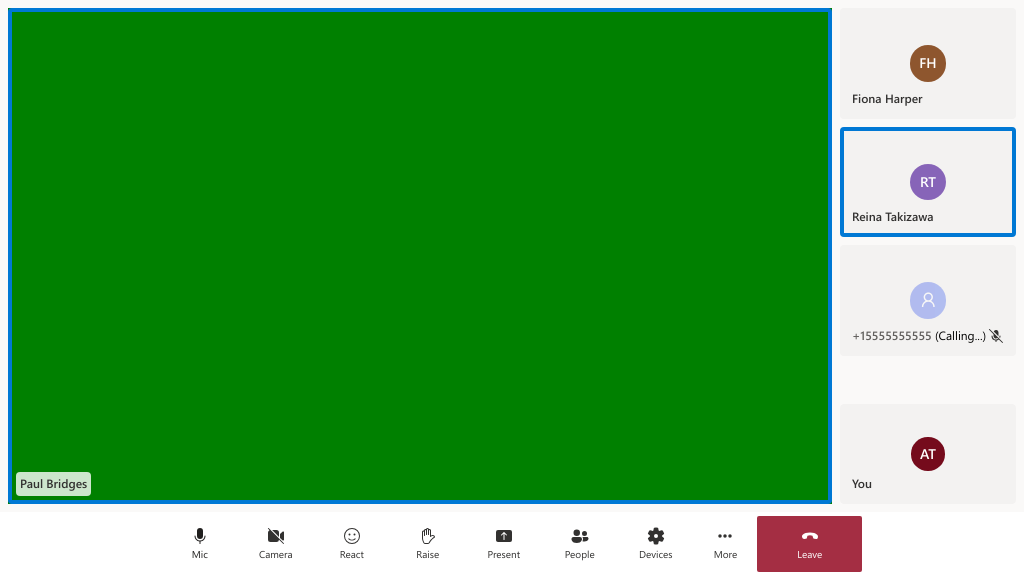 FH
Fiona Harper
RT
Reina Takizawa
+15555555555 (Calling...)
Paul Bridges
AT
You
Mic
Camera
React
Raise
Present
People
Devices
More
Leave